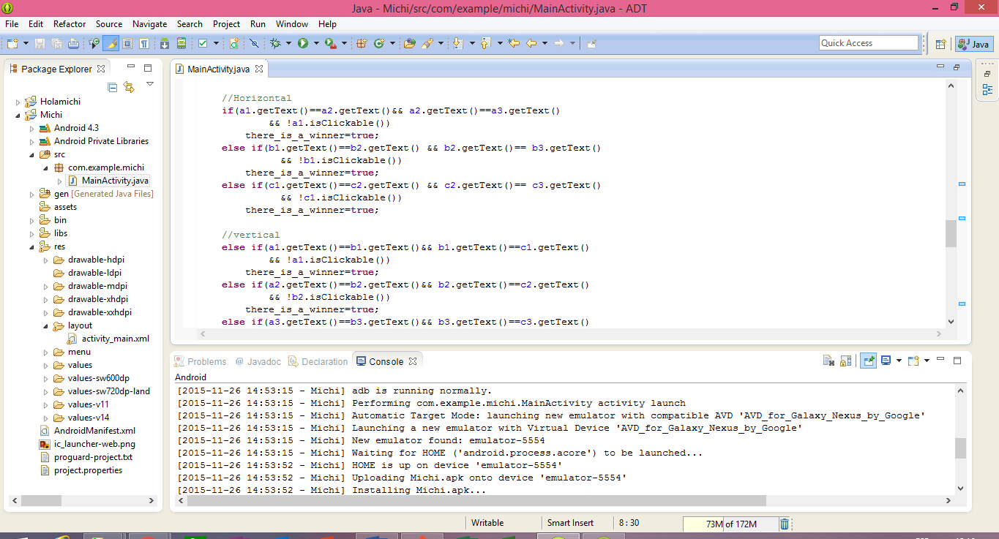 Java - Michi/src/com/example/michi/MainActivity.java - ADT
File Edit Refactor Source Navigate Search Project Run Window Help
Quick Access
Java
Package Explorer
Holamichi
Michi
Android 4.3
Android Private Libraries
src
com.example.michi
MainActivity.java
gen [Generated Java Files]
assets
bin
libs
res
drawable-hdpi
drawable-ldpi
drawable-mdpi
drawable-xhdpi
drawable-xxhdpi
layout
activity_main.xml
menu
values
values-sw600dp
values-sw720dp-land
values-v11
values-v14
AndroidManifest.xml
ic_launcher-web.png
proguard-project.txt
project.properties
MainActivity.java
//Horizontal
if(a1.getText()==a2.getText()&& a2.getText()==a3.getText()
&& !a1.isClickable())
there_is_a_winner=true;
else if(b1.getText()==b2.getText() && b2.getText()== b3.getText()
&& !b1.isClickable())
there_is_a_winner=true;
else if(c1.getText()==c2.getText() && c2.getText()== c3.getText()
&& !c1.isClickable())
there_is_a_winner=true;
//vertical
else if(a1.getText()==b1.getText()&& b1.getText()==c1.getText()
&& !a1.isClickable())
there_is_a_winner=true;
else if(a2.getText()==b2.getText()&& b2.getText()==c2.getText()
&& !b2.isClickable())
there_is_a_winner=true;
else if(a3.getText()==b3.getText()&& b3.getText()==c3.getText()
Problems @ Javadoc Declaration Console
Android
[2015-11-26 14:53:15 - Michi] adb is running normally.
[2015-11-26 14:53:15 - Michi] Performing com.example.michi.MainActivity activity launch
[2015-11-26 14:53:15 - Michi] Automatic Target Mode: launching new emulator with compatible AVD 'AVD_for_Galaxy_Nexus_by_Google'
[2015-11-26 14:53:15 - Michi] Launching a new emulator with Virtual Device 'AVD_for_Galaxy_Nexus_by_Google'
[2015-11-26 14:53:15 - Michi] New emulator found: emulator-5554
[2015-11-26 14:53:15 - Michi] Waiting for HOME ('android.process.acore') to be launched...
[2015-11-26 14:53:52 - Michi] HOME is up on device 'emulator-5554'
[2015-11-26 14:53:52 - Michi] Uploading Michi.apk onto device 'emulator-5554'
[2015-11-26 14:53:52 - Michi] Installing Michi.apk...
Writable Smart Insert 8 : 30 73M of 172M